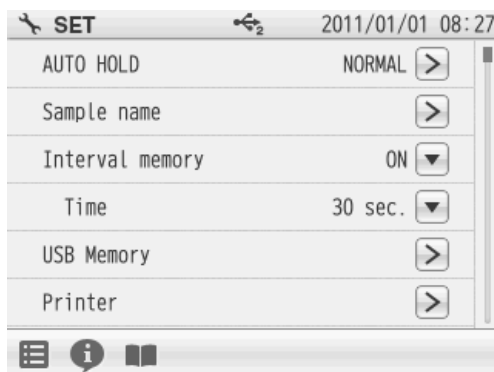 SET 2 2011/01/01 08:27
AUTO HOLD NORMAL
Sample name
Interval memory ON
Time 30 sec.
USB Memory
Printer